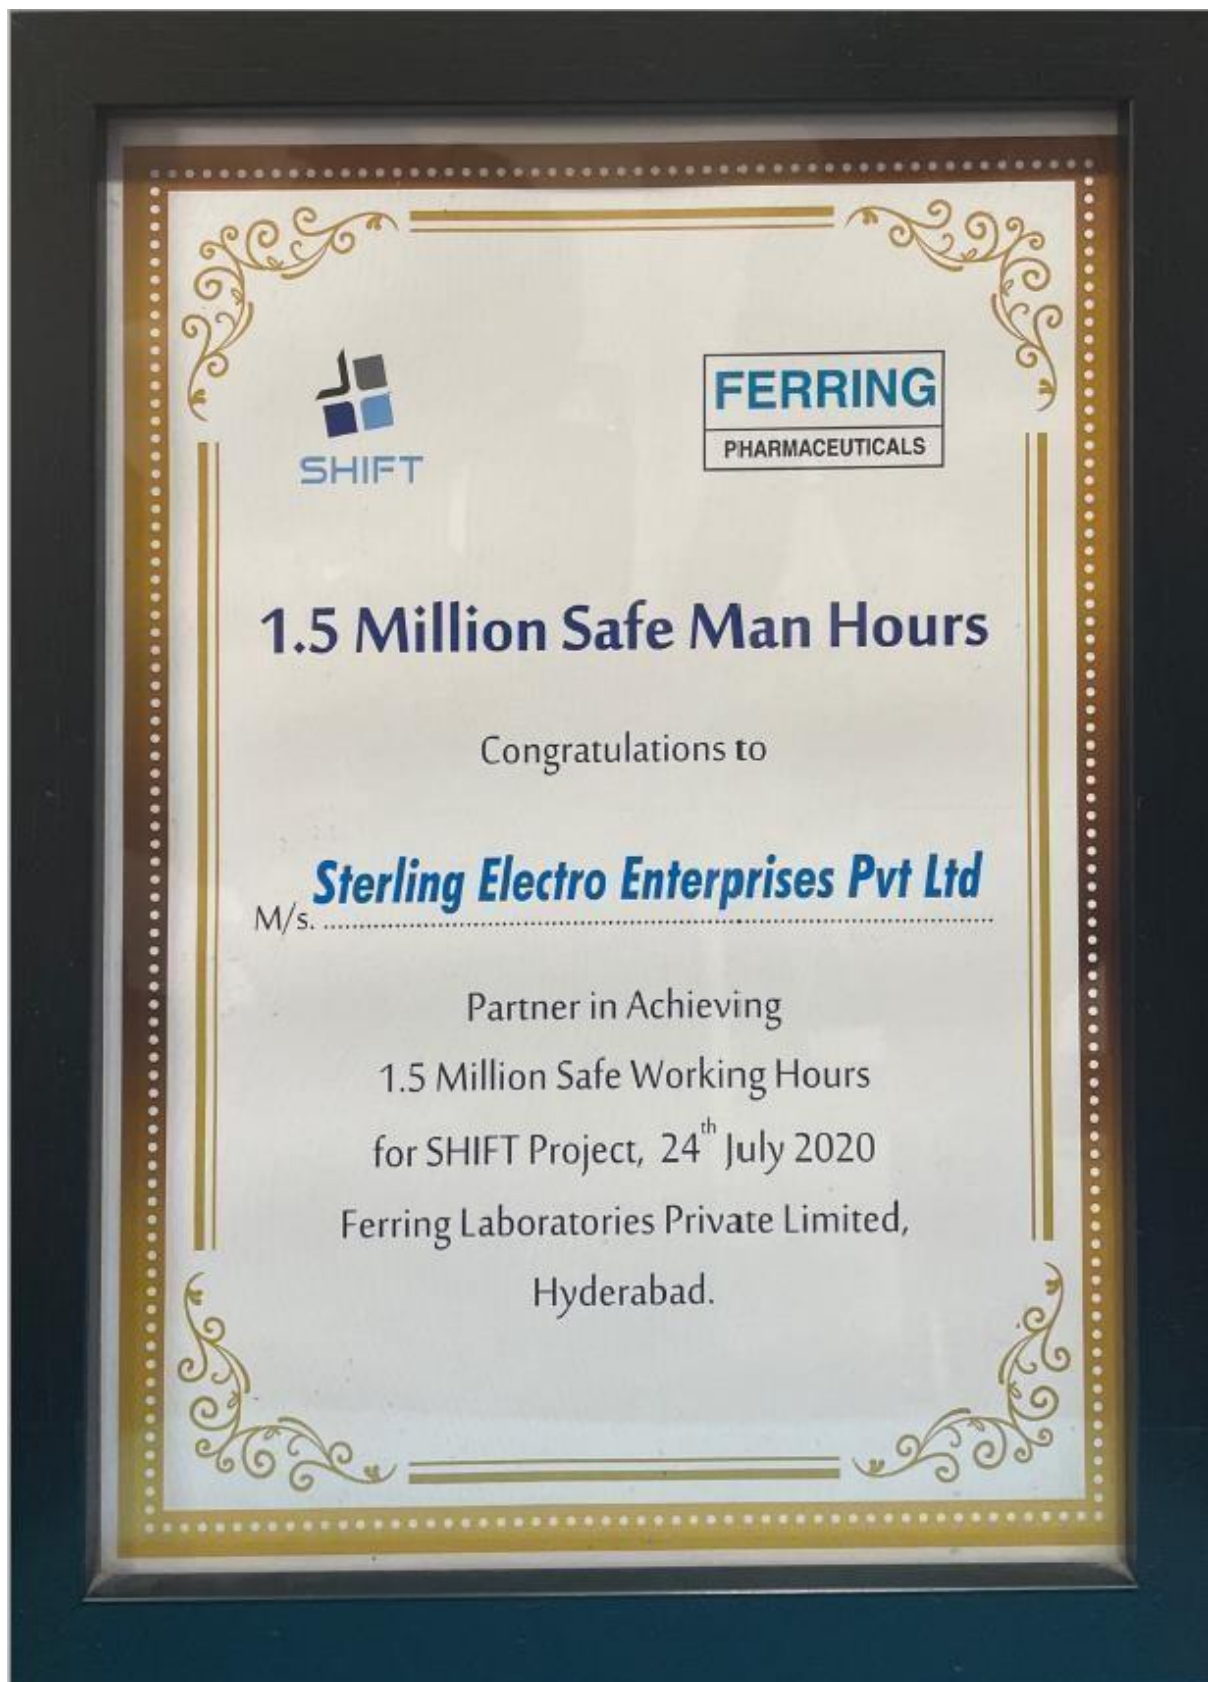 SHIFT
FERRING
PHARMACEUTICALS
1.5 Million Safe Man Hours
Congratulations to
M/s. Sterling Electro Enterprises Pvt Ltd
Partner in Achieving
1.5 Million Safe Working Hours
for SHIFT Project, 24th July 2020
Ferring Laboratories Private Limited,
Hyderabad.